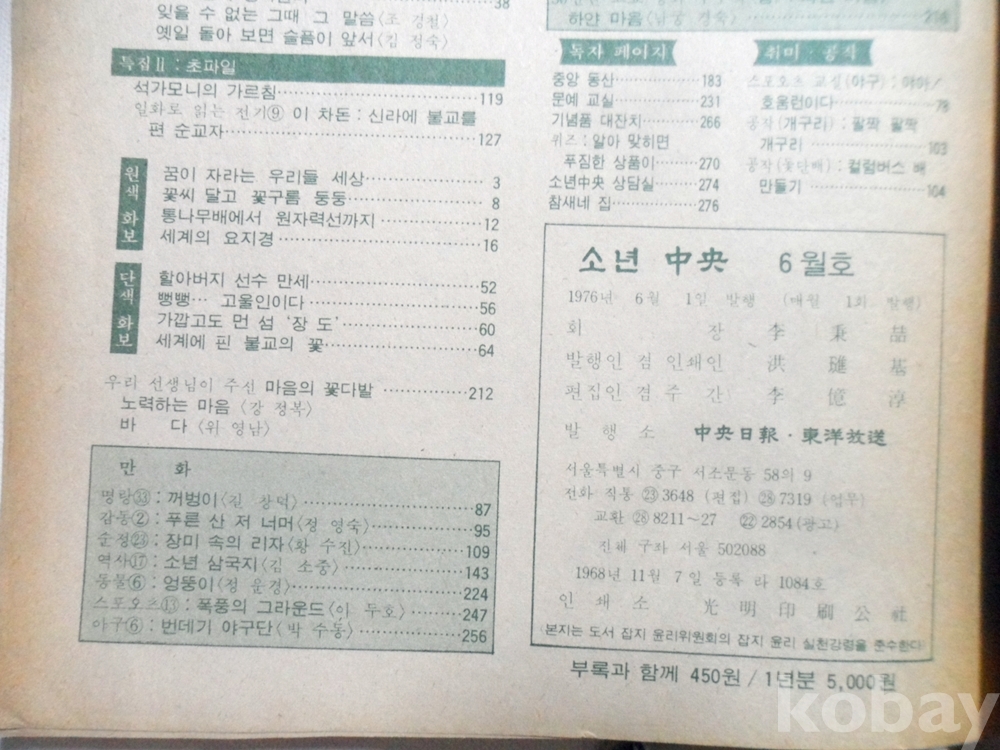 38
잊을 수 없는 그때 그 말씀〈조 경철〉
옛일 돌아 보면 슬픔이 앞서〈김 정숙〉
특집Ⅱ : 초파일
석가모니의 가르침 119
일화로 읽는 전기⑨ 이 차돈 : 신라에 불교를
편 순교자 127
원색 화보
꿈이 자라는 우리들 세상 3
꽃씨 달고 꽃구름 둥둥 8
통나무배에서 원자력선까지 12
세계의 요지경 16
단색 화보
할아버지 선수 만세 52
뻥뻥… 고울인이다 56
가깝고도 먼 섬 '장 도' 60
세계에 핀 불교의 꽃 64
우리 선생님이 주선 마음의 꽃다발 212
노력하는 마음〈강 정복〉
바 다〈위 영남〉
만 화
명랑㉝ : 꺼벙이〈길 창덕〉 87
감동② : 푸른 산 저 너머〈정 영숙〉 95
순정㉓ : 장미 속의 리자〈황 수진〉 109
역사⑰ : 소년 삼국지〈김 소중〉 143
동물⑥ : 엉뚱이〈정 운경〉 224
스포오츠⑬ : 폭풍의 그라운드〈이 두호〉 247
야구⑥ : 번데기 야구단〈박 수동〉 256
하얀 마음〈남궁 경숙〉 214
독자 페이지
중앙 동산 183
문예 교실 231
기념품 대잔치 266
퀴즈 : 알아 맞히면
푸짐한 상품이 270
소년中央 상담실 274
참새네 집 276
취미·공작
스포오츠 교실(야구) : 야아!
호움런이다 78
공작(개구리) : 팔짝 팔짝
개구리 103
공작(꽃단배) : 컬럼버스 배
만들기 104
소년 中央 6월호
1976년 6월 1일 발행 (매월 1회 발행)
회 장 李 秉 喆
발행인 겸 인쇄인 洪 璡 基
편집인 겸 주 간 李 億 淳
발 행 소 中央日報·東洋放送
서울특별시 중구 서소문동 58의 9
전화 직통 ㉓3648 (편집) ㉘7319 (업무)
교환 ㉘8211~27 ㉒2854(광고)
진체 구좌 서울 502088
1968년 11월 7일 등록 라 1084호
인 쇄 소 光明印刷公社
본자는 도서 잡지 윤리위원회의 잡지 윤리 실천강령을 준수한다
부록과 함께 450원 / 1년분 5,000원
kobay